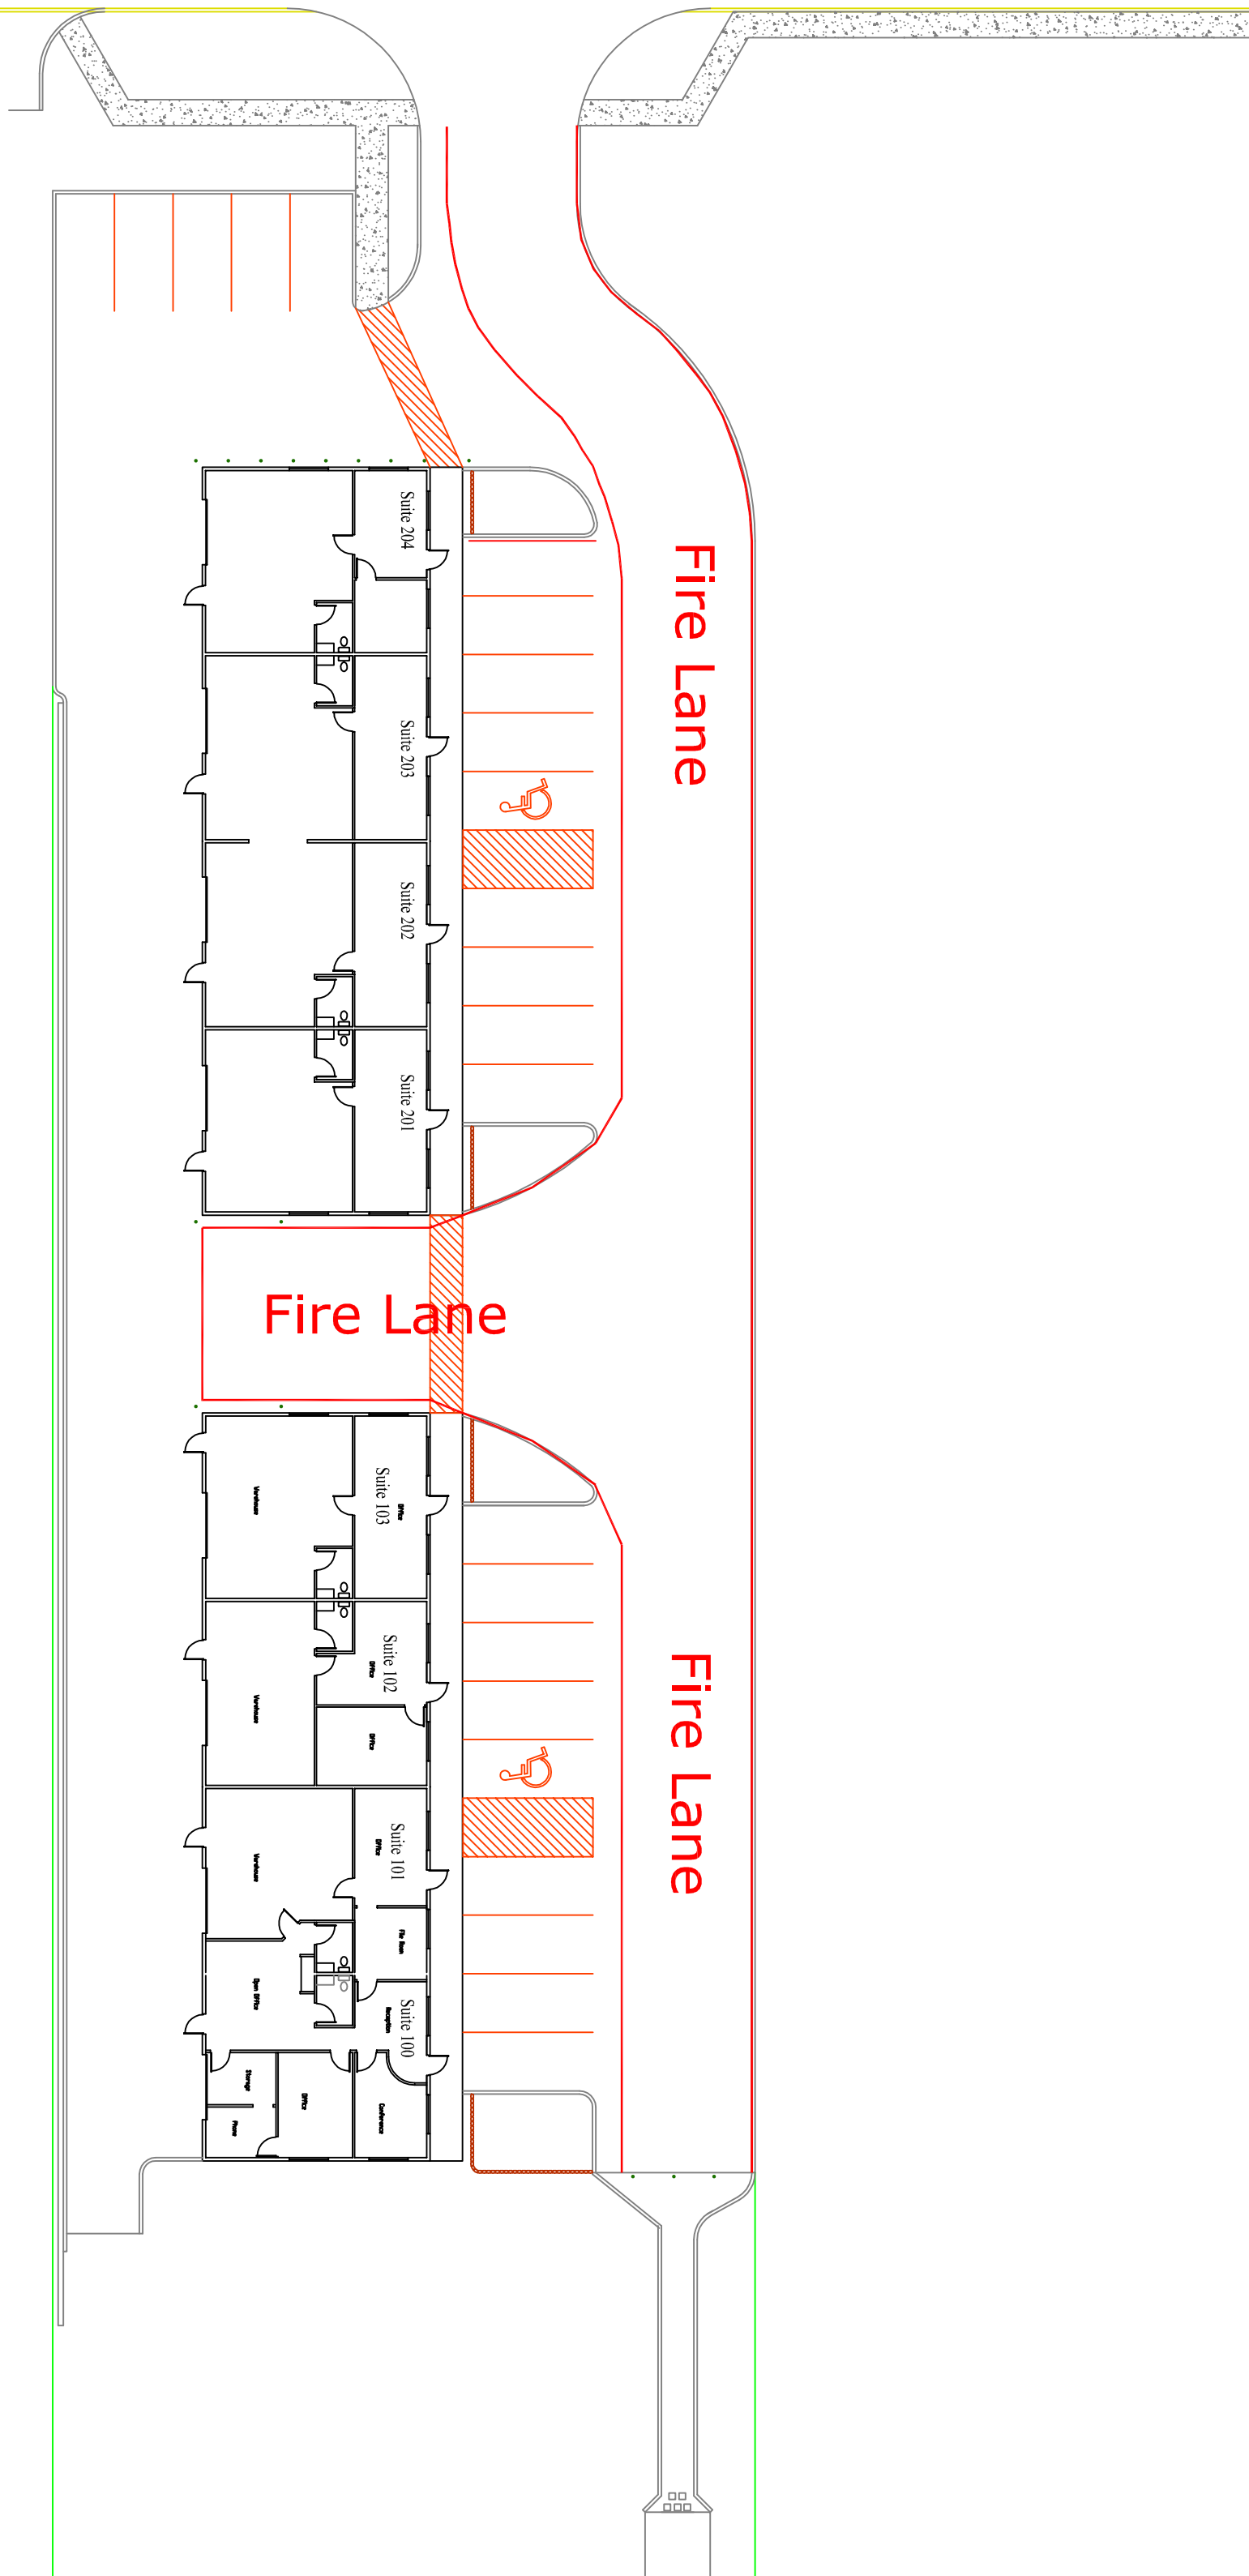 Suite 204
Fire Lane
Suite 203
Suite 202
Suite 201
Fire Lane
Suite 103
Office
Warehouse
Suite 102
Office
Warehouse
Office
Fire Lane
Suite 101
Office
Warehouse
File Room
Open Office
Suite 100
Reception
Storage
Office
Conference
Phone